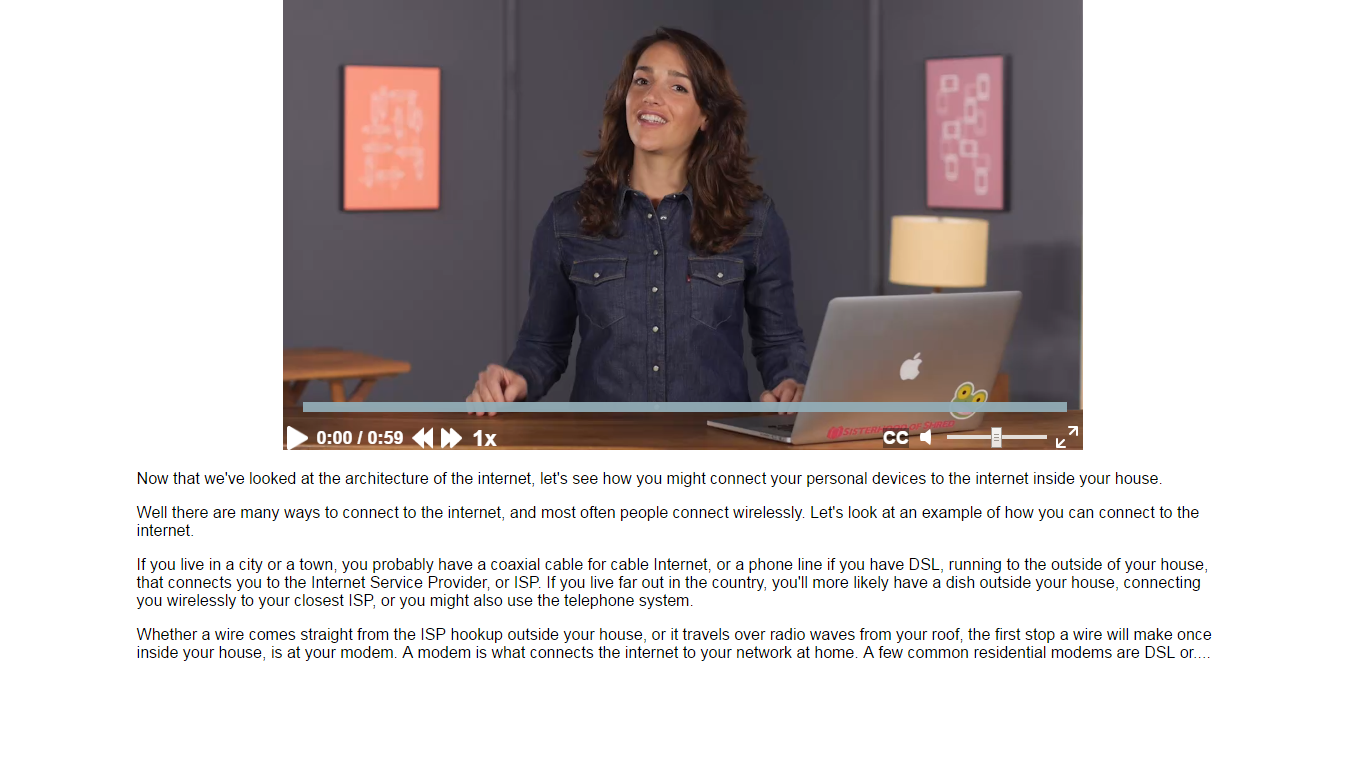 0:00 / 0:59 1x CC
Now that we've looked at the architecture of the internet, let's see how you might connect your personal devices to the internet inside your house.
Well there are many ways to connect to the internet, and most often people connect wirelessly. Let's look at an example of how you can connect to the
internet.
If you live in a city or a town, you probably have a coaxial cable for cable Internet, or a phone line if you have DSL, running to the outside of your house,
that connects you to the Internet Service Provider, or ISP. If you live far out in the country, you'll more likely have a dish outside your house, connecting
you wirelessly to your closest ISP, or you might also use the telephone system.
Whether a wire comes straight from the ISP hookup outside your house, or it travels over radio waves from your roof, the first stop a wire will make once
inside your house, is at your modem. A modem is what connects the internet to your network at home. A few common residential modems are DSL or....